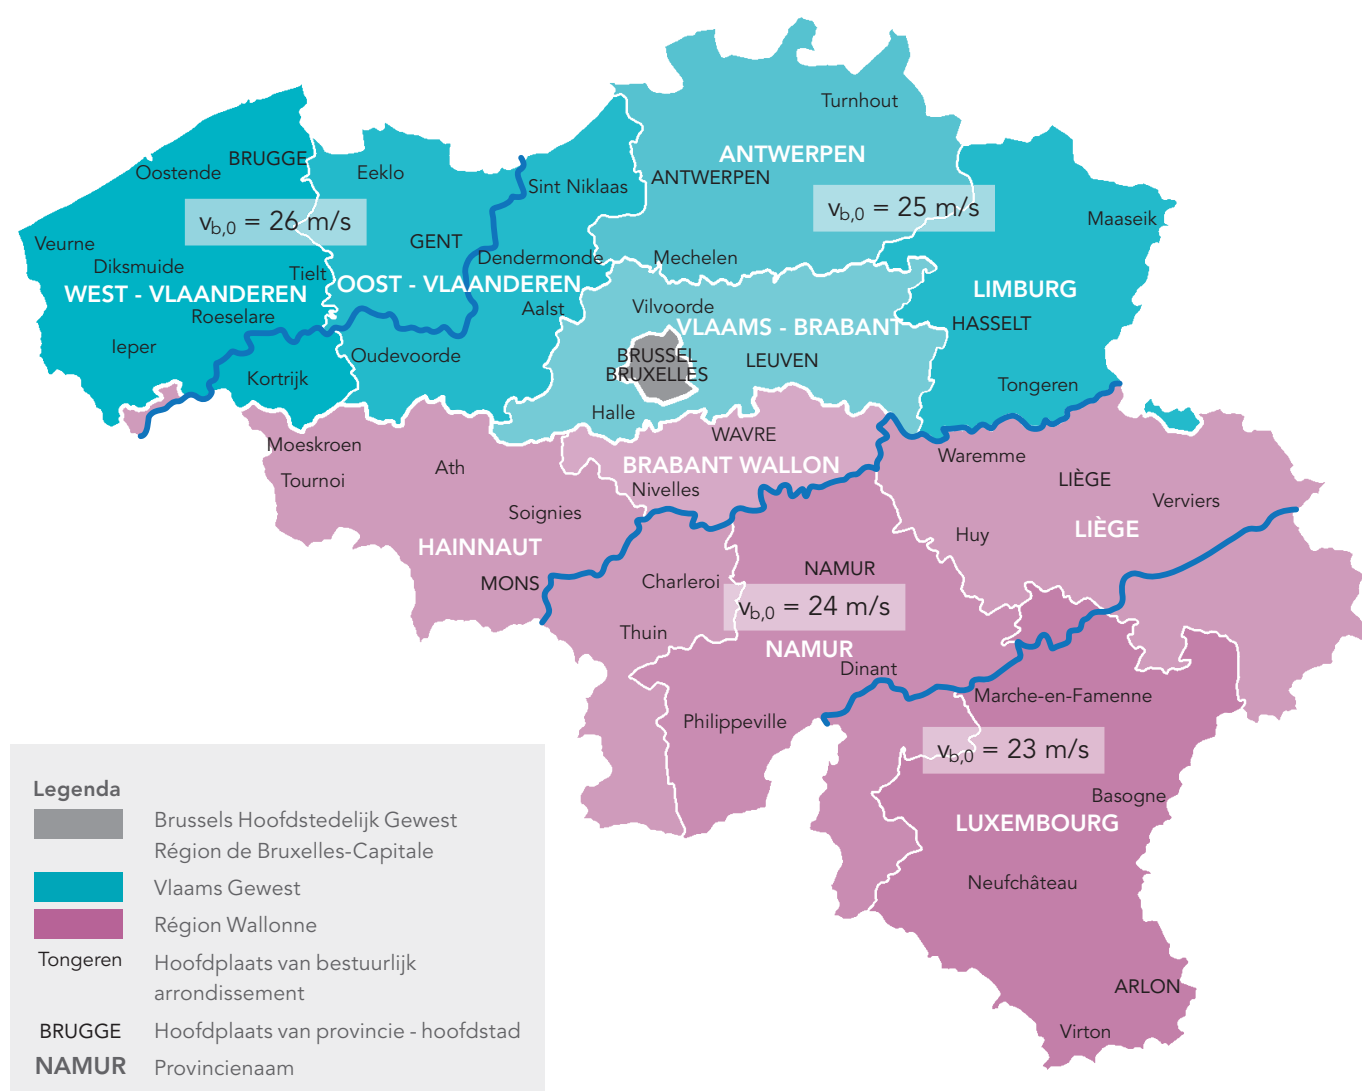 Turnhout
ANTWERPEN
BRUGGE
Oostende
Eeklo
Sint Niklaas
ANTWERPEN
v_b,0 = 26 m/s
v_b,0 = 25 m/s
Maaseik
Veurne
GENT
Diksmuide
Tielt
Dendermonde
Mechelen
WEST - VLAANDEREN
OOST - VLAANDEREN
LIMBURG
Roeselare
Aalst
Vilvoorde
VLAAMS - BRABANT
HASSELT
Ieper
Oudevoorde
BRUSSEL
BRUXELLES
LEUVEN
Kortrijk
Tongeren
Halle
Moeskroen
WAVRE
Waremme
Tournoi
Ath
BRABANT WALLON
LIÈGE
Nivelles
Verviers
Soignies
Huy
LIÈGE
HAINNAUT
MONS
Charleroi
NAMUR
v_b,0 = 24 m/s
Thuin
NAMUR
Dinant
Marche-en-Famenne
Philippeville
v_b,0 = 23 m/s
Basogne
LUXEMBOURG
Neufchâteau
ARLON
Virton
Legenda
Brussels Hoofdstedelijk Gewest
Région de Bruxelles-Capitale
Vlaams Gewest
Région Wallonne
Tongeren Hoofdplaats van bestuurlijk
arrondissement
BRUGGE Hoofdplaats van provincie - hoofdstad
NAMUR Provincienaam